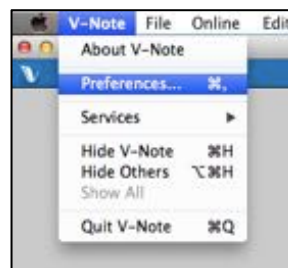 V-Note File Online Edi
About V-Note
Preferences... ⌘,
Services ▶
Hide V-Note ⌘H
Hide Others ⌥⌘H
Show All
Quit V-Note ⌘Q